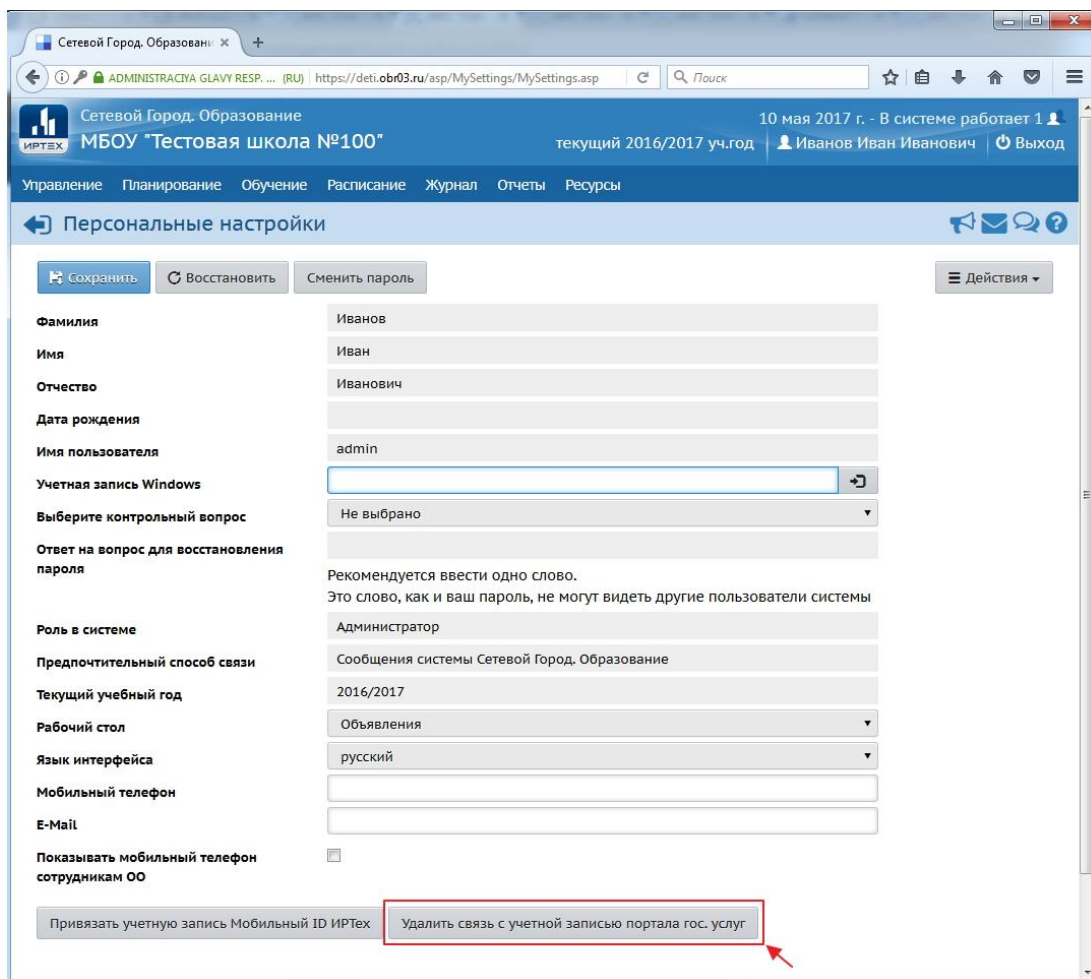 Сетевой Город. Образовани
ADMINISTRACIYA GLAVY RESP. ... (RU) https://deti.obr03.ru/asp/MySettings/MySettings.asp Поиск
Сетевой Город. Образование 10 мая 2017 г. - В системе работает 1
ИРТЕХ МБОУ "Тестовая школа №100" текущий 2016/2017 уч.год Иванов Иван Иванович Выход
Управление Планирование Обучение Расписание Журнал Отчеты Ресурсы
Персональные настройки
Сохранить Восстановить Сменить пароль Действия
Фамилия Иванов
Имя Иван
Отчество Иванович
Дата рождения
Имя пользователя admin
Учетная запись Windows
Выберите контрольный вопрос Не выбрано
Ответ на вопрос для восстановления
пароля
Рекомендуется ввести одно слово.
Это слово, как и ваш пароль, не могут видеть другие пользователи системы
Роль в системе Администратор
Предпочтительный способ связи Сообщения системы Сетевой Город. Образование
Текущий учебный год 2016/2017
Рабочий стол Объявления
Язык интерфейса русский
Мобильный телефон
E-Mail
Показывать мобильный телефон
сотрудникам ОО
Привязать учетную запись Мобильный ID ИРТех Удалить связь с учетной записью портала гос. услуг